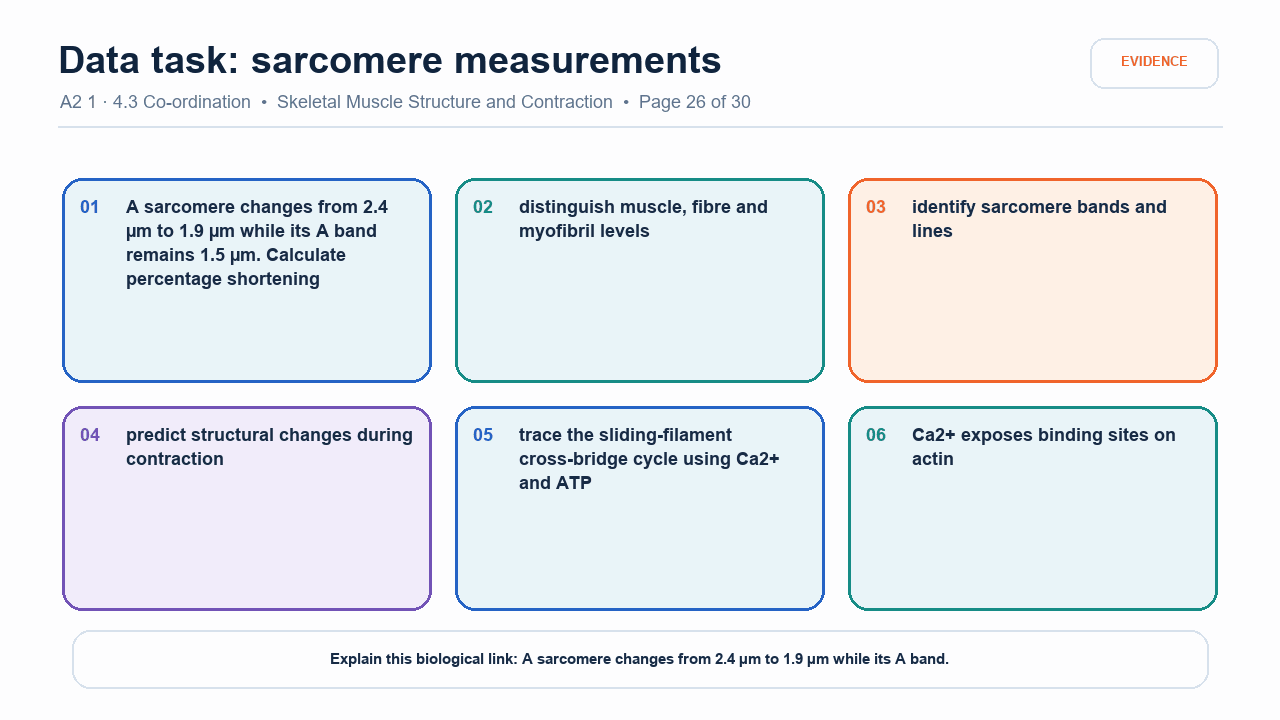 Data task: sarcomere measurements
EVIDENCE
A2 1 · 4.3 Co-ordination • Skeletal Muscle Structure and Contraction • Page 26 of 30
01
A sarcomere changes from 2.4
µm to 1.9 µm while its A band
remains 1.5 µm. Calculate
percentage shortening
02
distinguish muscle, fibre and
myofibril levels
03
identify sarcomere bands and
lines
04
predict structural changes during
contraction
05
trace the sliding-filament
cross-bridge cycle using Ca2+
and ATP
06
Ca2+ exposes binding sites on
actin
Explain this biological link: A sarcomere changes from 2.4 µm to 1.9 µm while its A band.